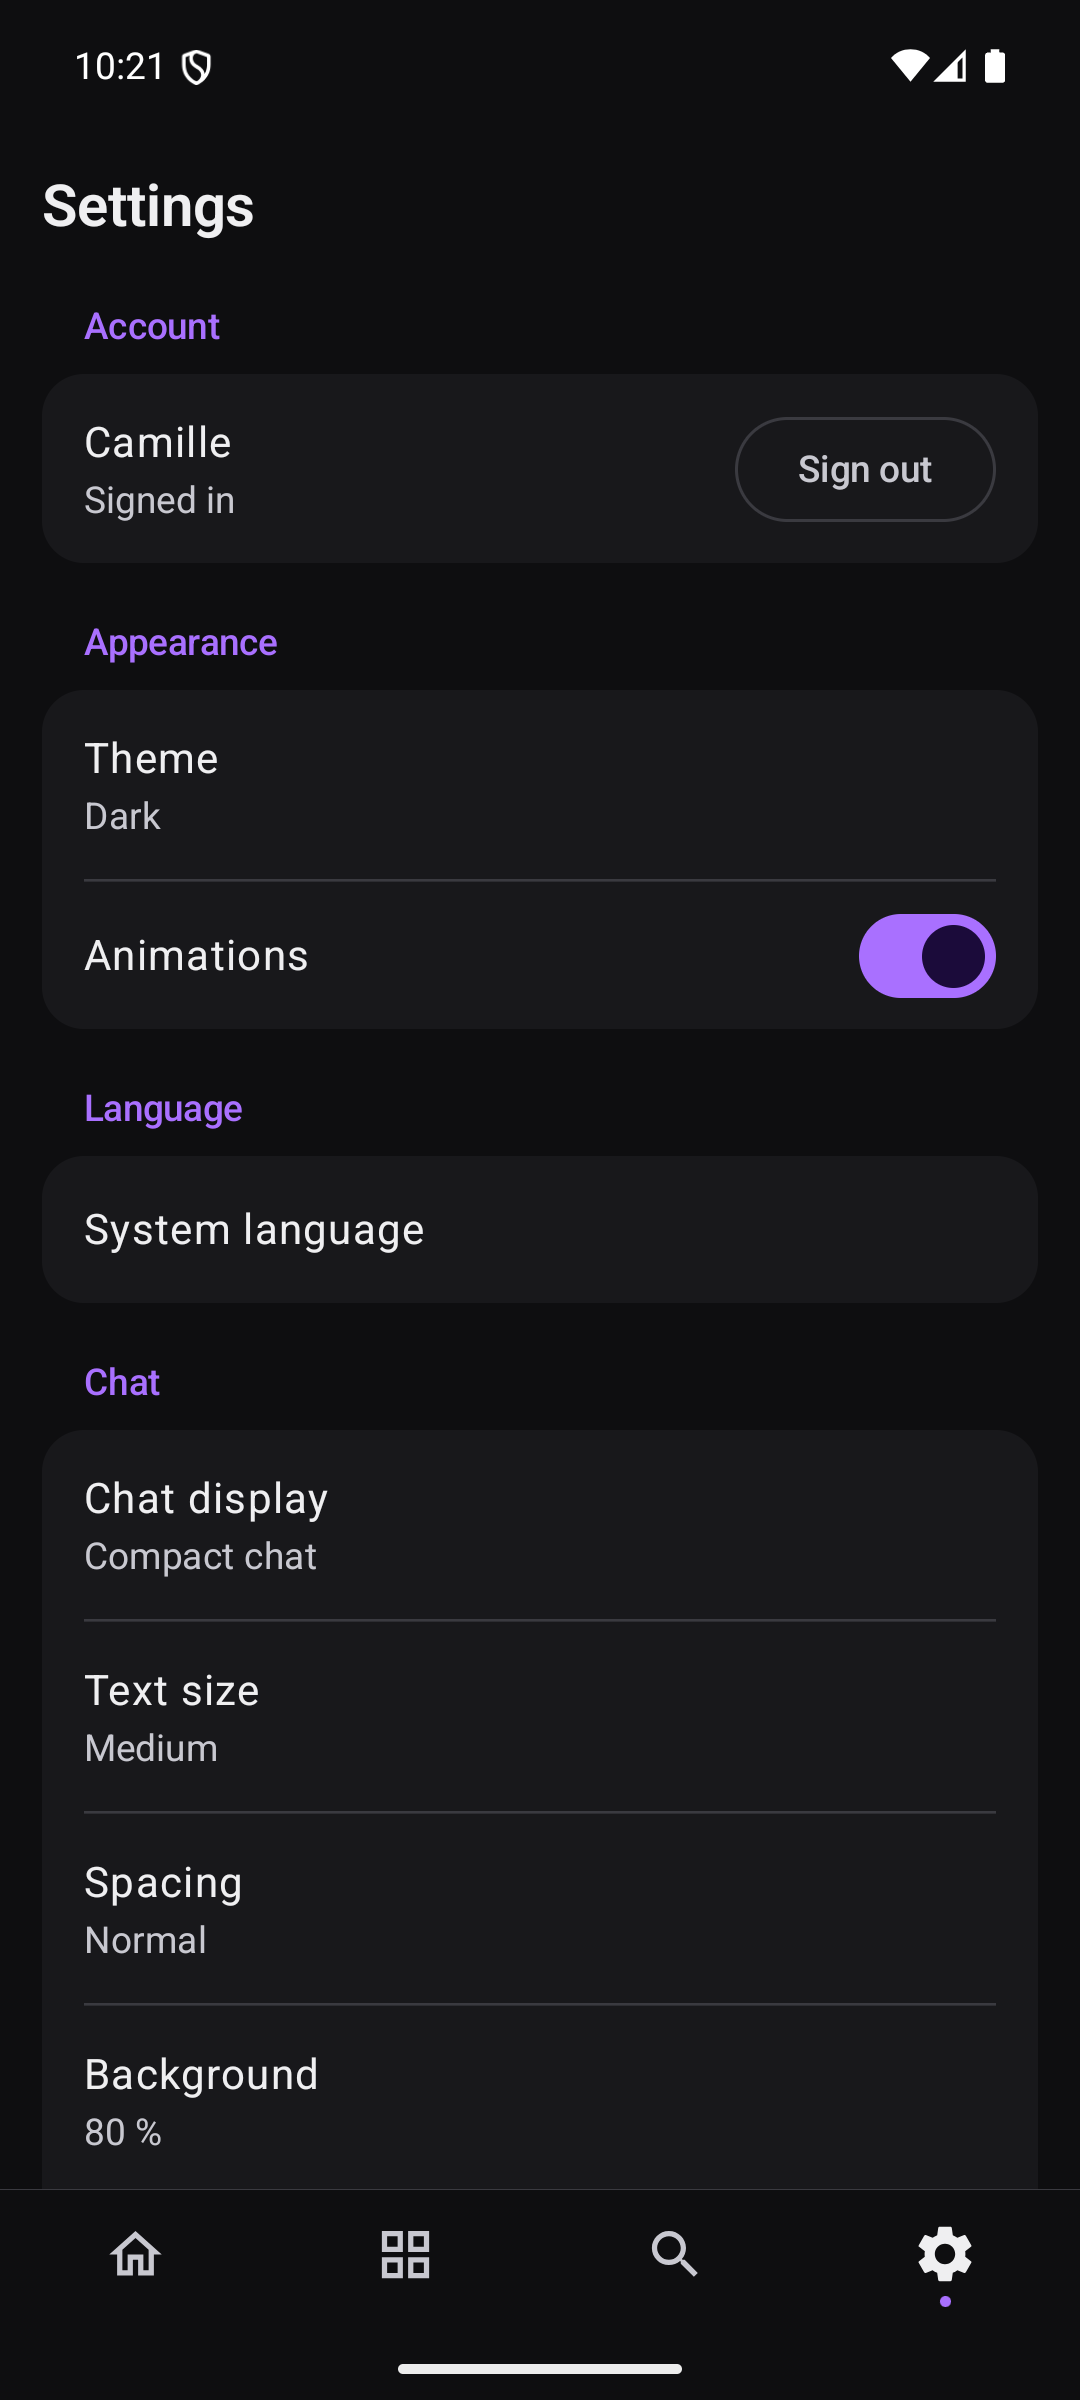 10:21
Settings
Account
Camille
Signed in
Sign out
Appearance
Theme
Dark
Animations
Language
System language
Chat
Chat display
Compact chat
Text size
Medium
Spacing
Normal
Background
80 %